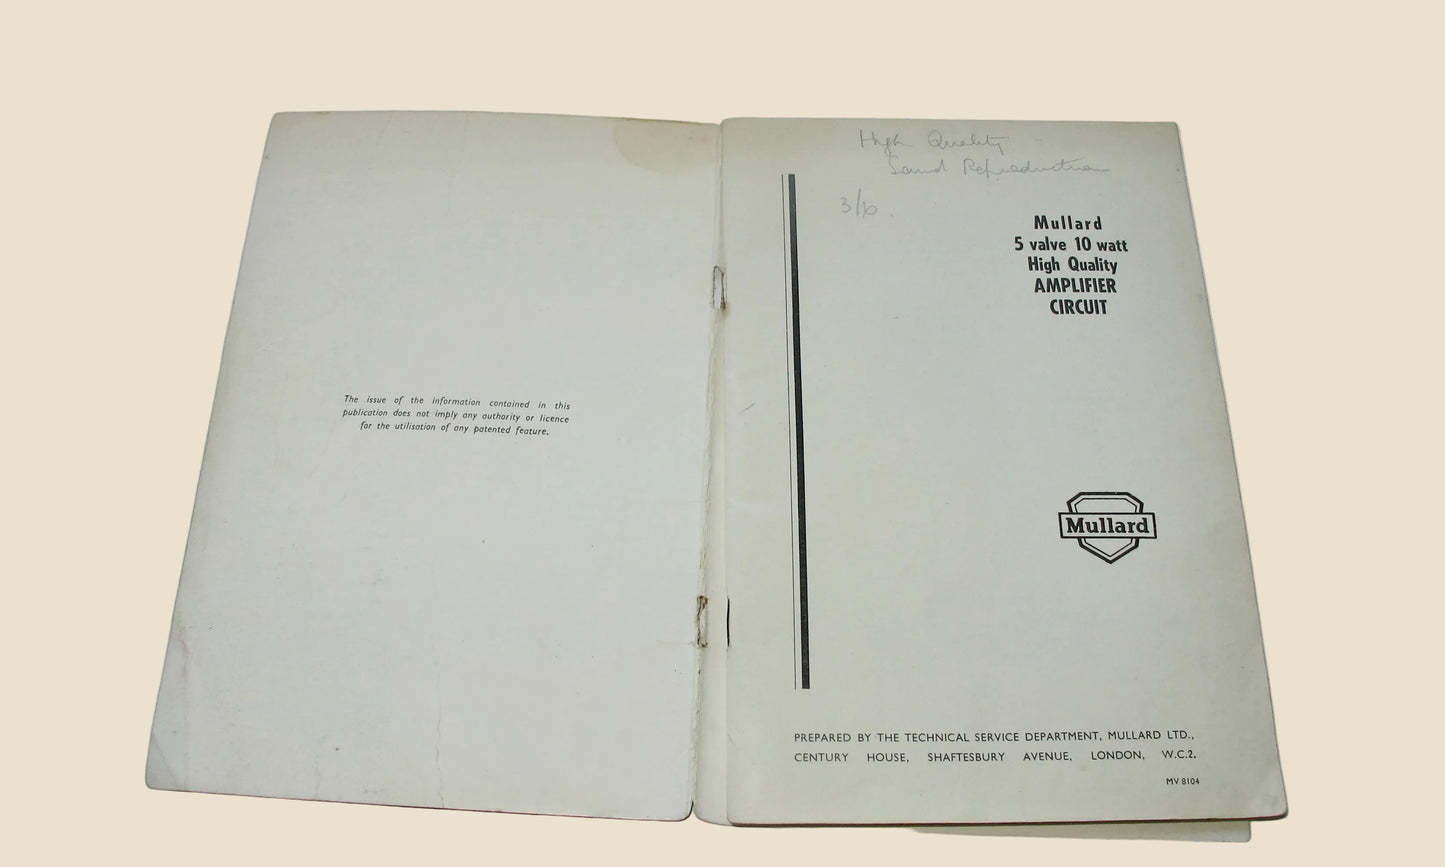 The issue of the information contained in this
publication does not imply any authority or licence
for the utilisation of any patented feature.
High Quality
Sound Reproduction
Mullard
5 valve 10 watt
High Quality
AMPLIFIER
CIRCUIT
Mullard
PREPARED BY THE TECHNICAL SERVICE DEPARTMENT, MULLARD LTD.,
CENTURY HOUSE, SHAFTESBURY AVENUE, LONDON, W.C.2.
MV 8104